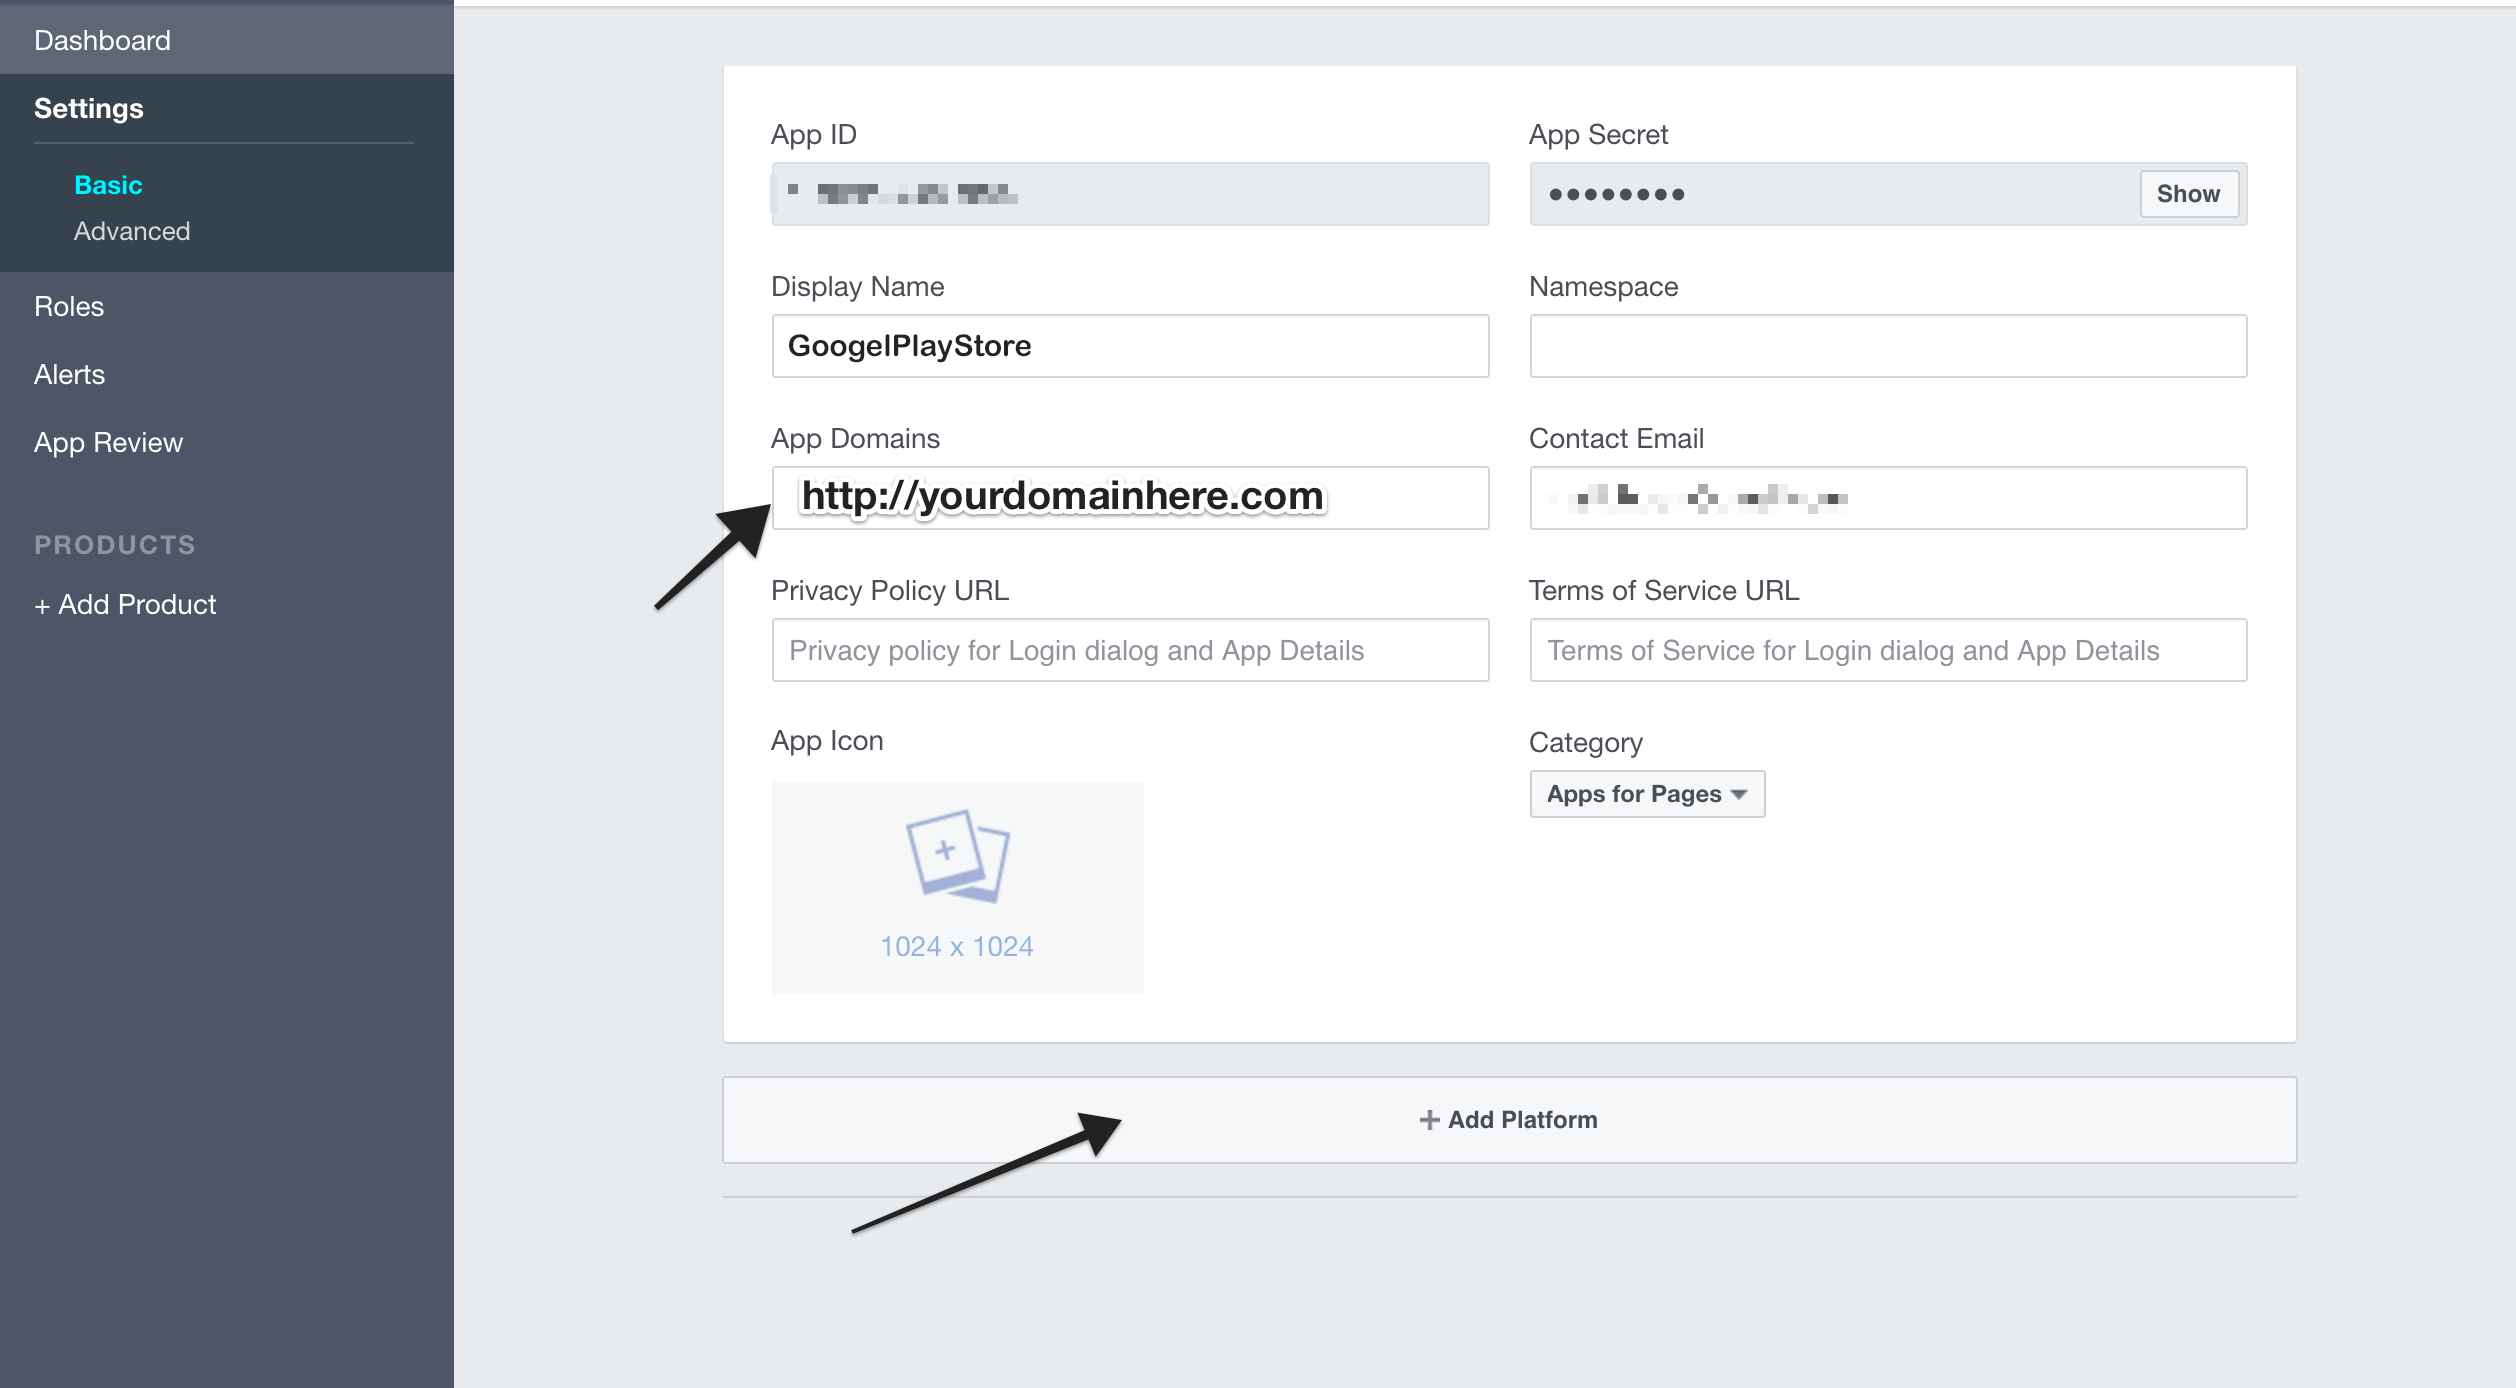 Dashboard
Settings
Basic
Advanced
Roles
Alerts
App Review
PRODUCTS
+ Add Product
App ID
App Secret
••••••••
Show
Display Name
Namespace
GoogelPlayStore
App Domains
Contact Email
http://yourdomainhere.com
Privacy Policy URL
Terms of Service URL
Privacy policy for Login dialog and App Details
Terms of Service for Login dialog and App Details
App Icon
Category
Apps for Pages
1024 x 1024
+ Add Platform